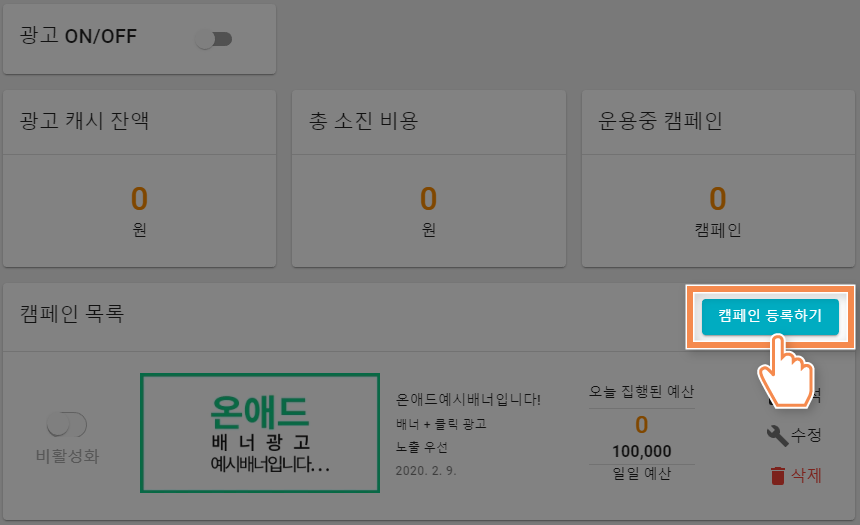 광고 ON/OFF
광고 캐시 잔액
총 소진 비용
운용중 캠페인
0
원
0
원
0
캠페인
캠페인 목록
캠페인 등록하기
비활성화
온애드
배 너 광 고
예시배너입니다...
온애드예시배너입니다!
배너 + 클릭 광고
노출 우선
2020. 2. 9.
오늘 집행된 예산
0
100,000
일일 예산
수정
삭제